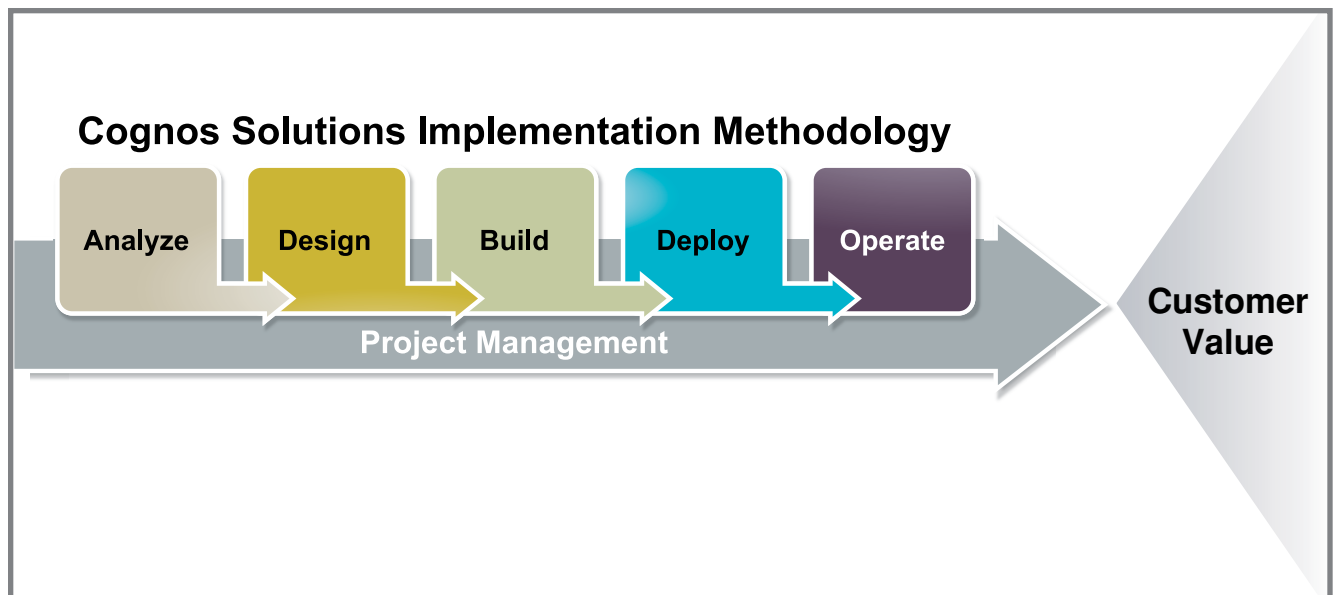 Cognos Solutions Implementation Methodology
Analyze
Design
Build
Deploy
Operate
Project Management
Customer
Value